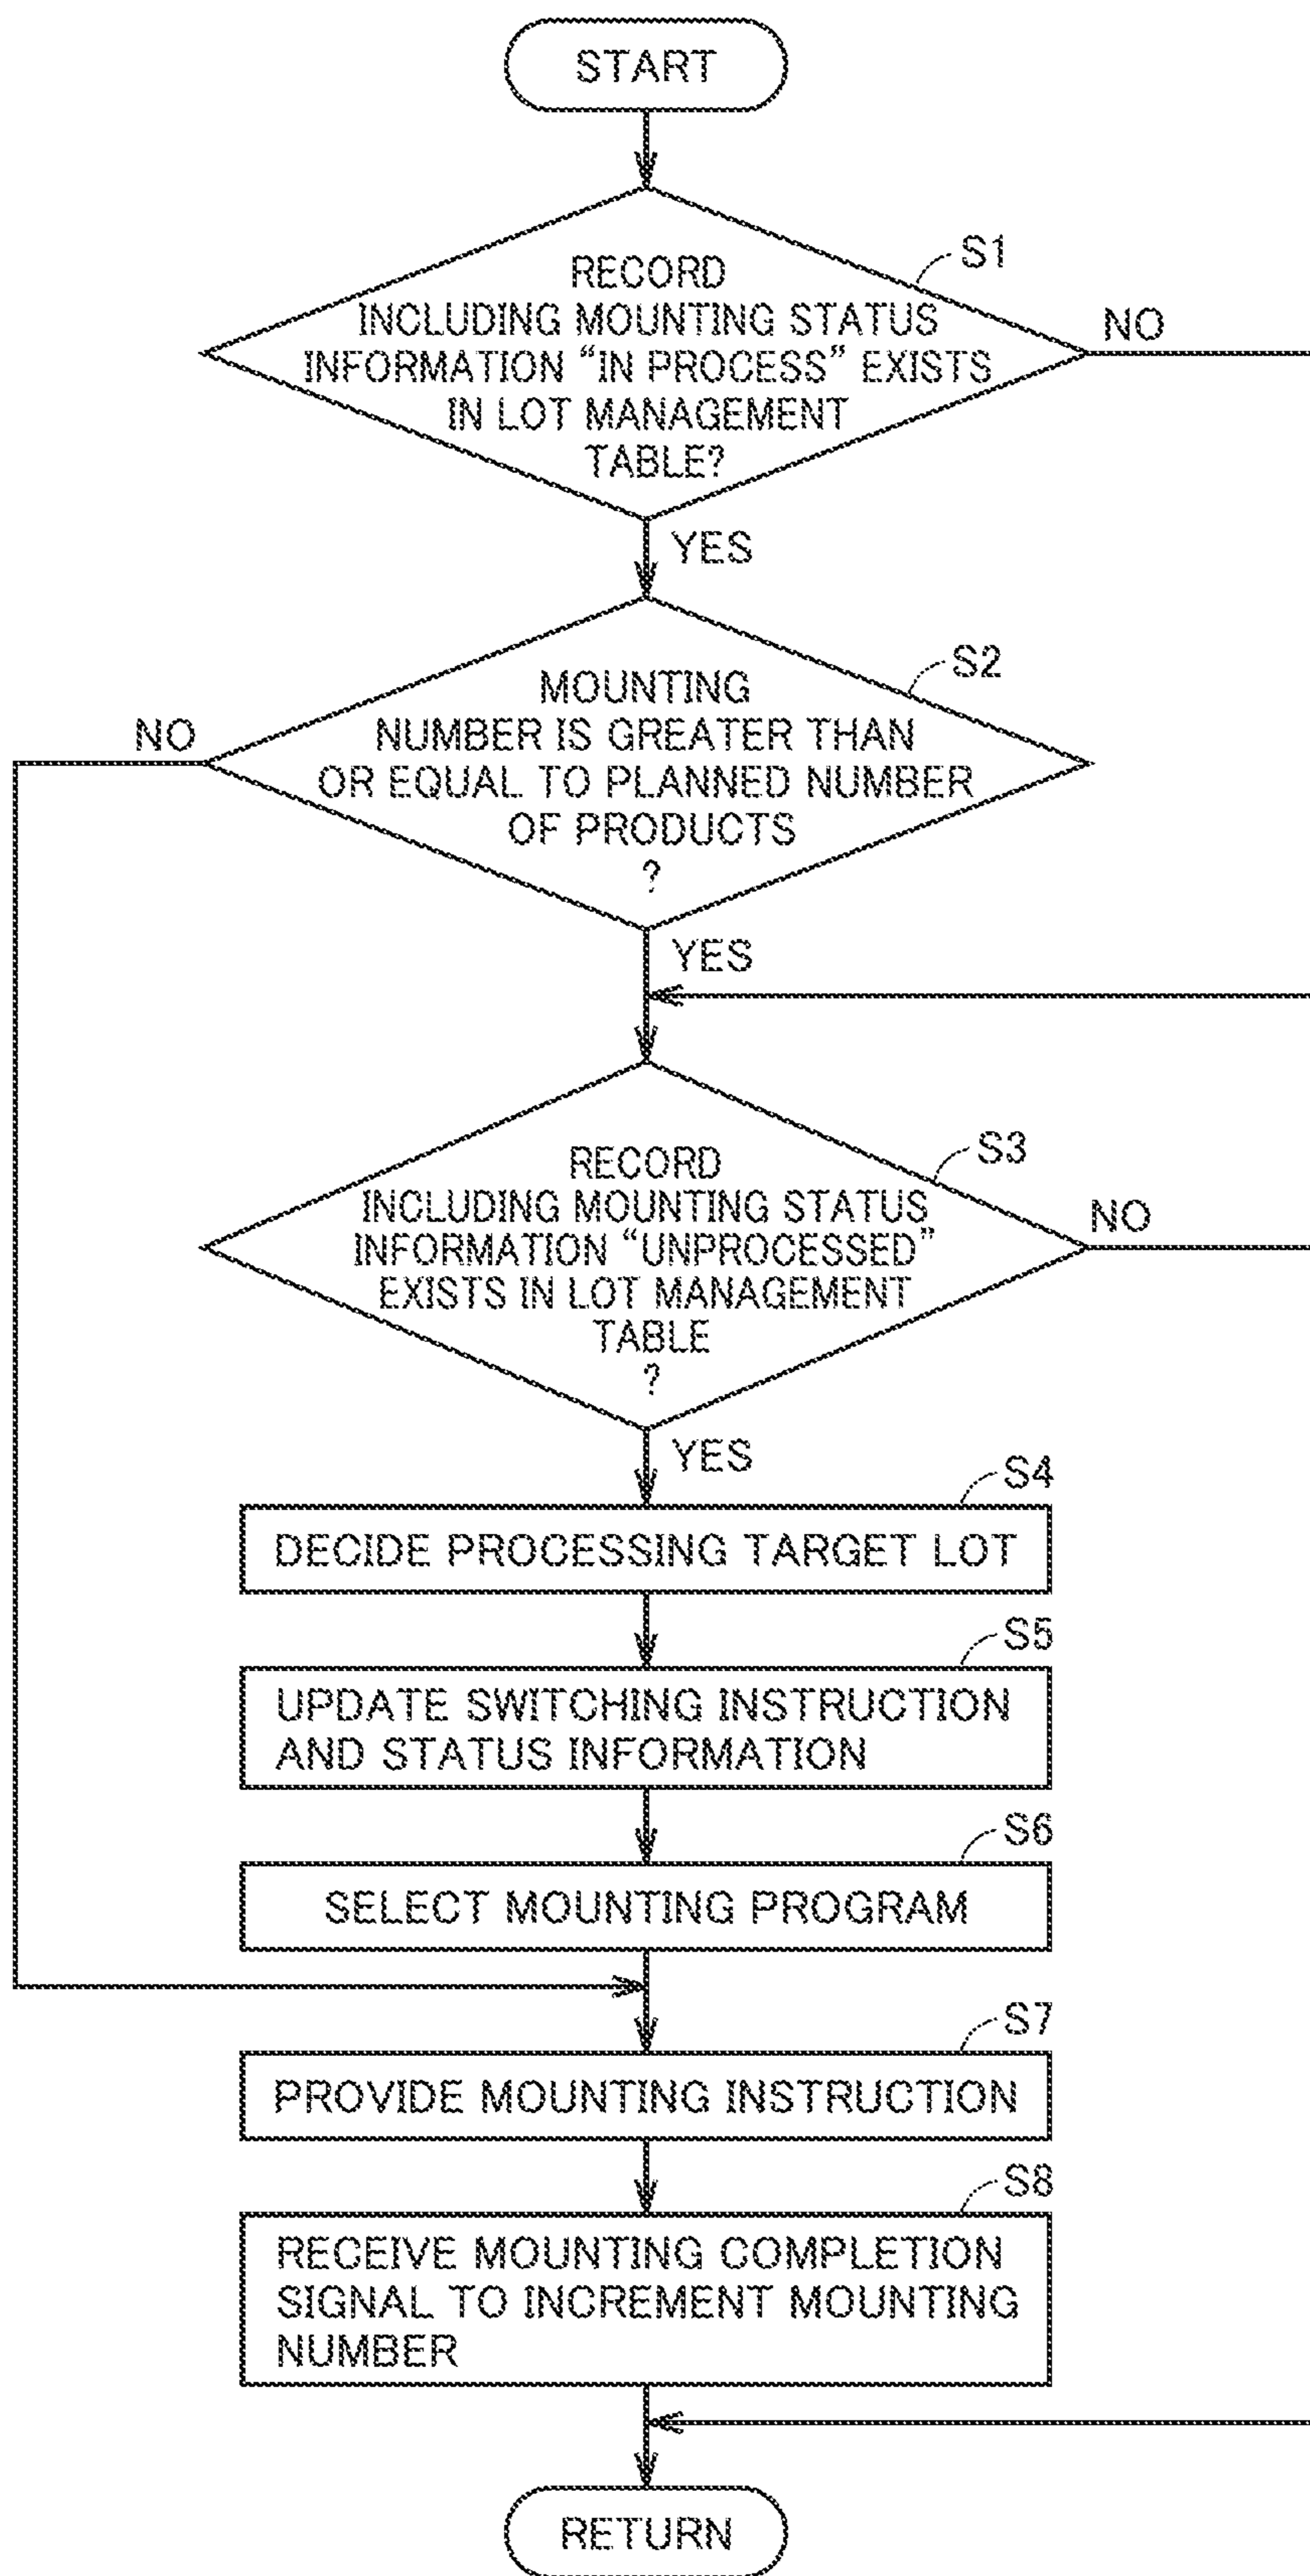 START
S1
RECORD
INCLUDING MOUNTING STATUS
INFORMATION “IN PROCESS” EXISTS
IN LOT MANAGEMENT
TABLE?
NO
YES
S2
MOUNTING
NUMBER IS GREATER THAN
OR EQUAL TO PLANNED NUMBER
OF PRODUCTS
?
NO
YES
S3
RECORD
INCLUDING MOUNTING STATUS
INFORMATION “UNPROCESSED”
EXISTS IN LOT MANAGEMENT
TABLE
?
NO
YES
S4
DECIDE PROCESSING TARGET LOT
S5
UPDATE SWITCHING INSTRUCTION
AND STATUS INFORMATION
S6
SELECT MOUNTING PROGRAM
S7
PROVIDE MOUNTING INSTRUCTION
S8
RECEIVE MOUNTING COMPLETION
SIGNAL TO INCREMENT MOUNTING
NUMBER
RETURN